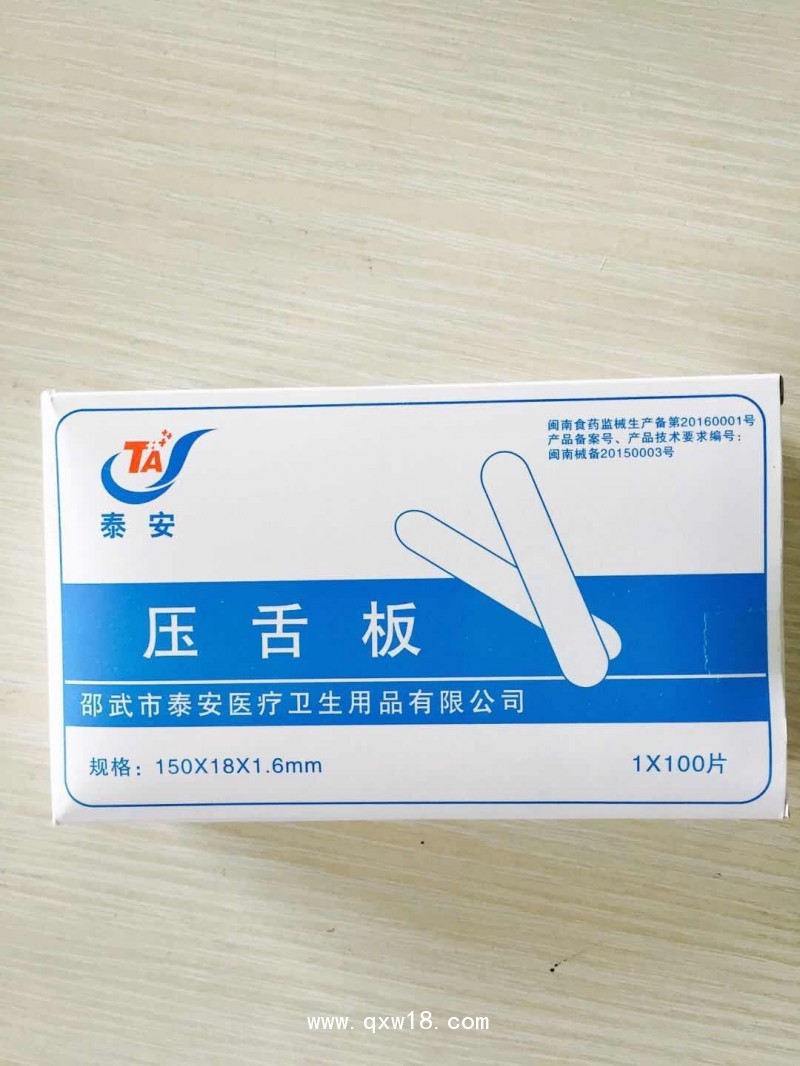 TA
泰安
闽南食药监械生产备第20160001号
产品备案号、产品技术要求编号:
闽南械备20150003号
压舌板
邵武市泰安医疗卫生用品有限公司
规格: 150X18X1.6mm
1X100片
www.qxw18.com